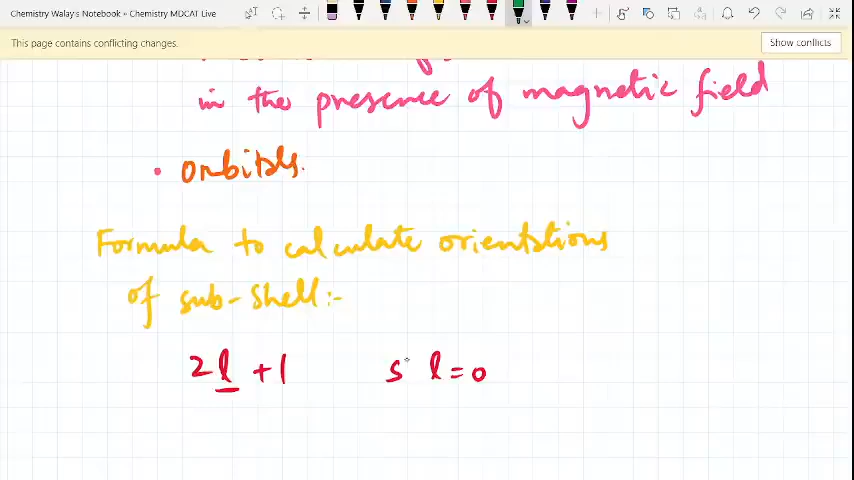 Chemistry Walay's Notebook » Chemistry MDCAT Live
This page contains conflicting changes.
Show conflicts
in the presence of magnetic field
• orbitals.
Formula to calculate orientations
of sub-shell:-
2l + 1 s l = 0